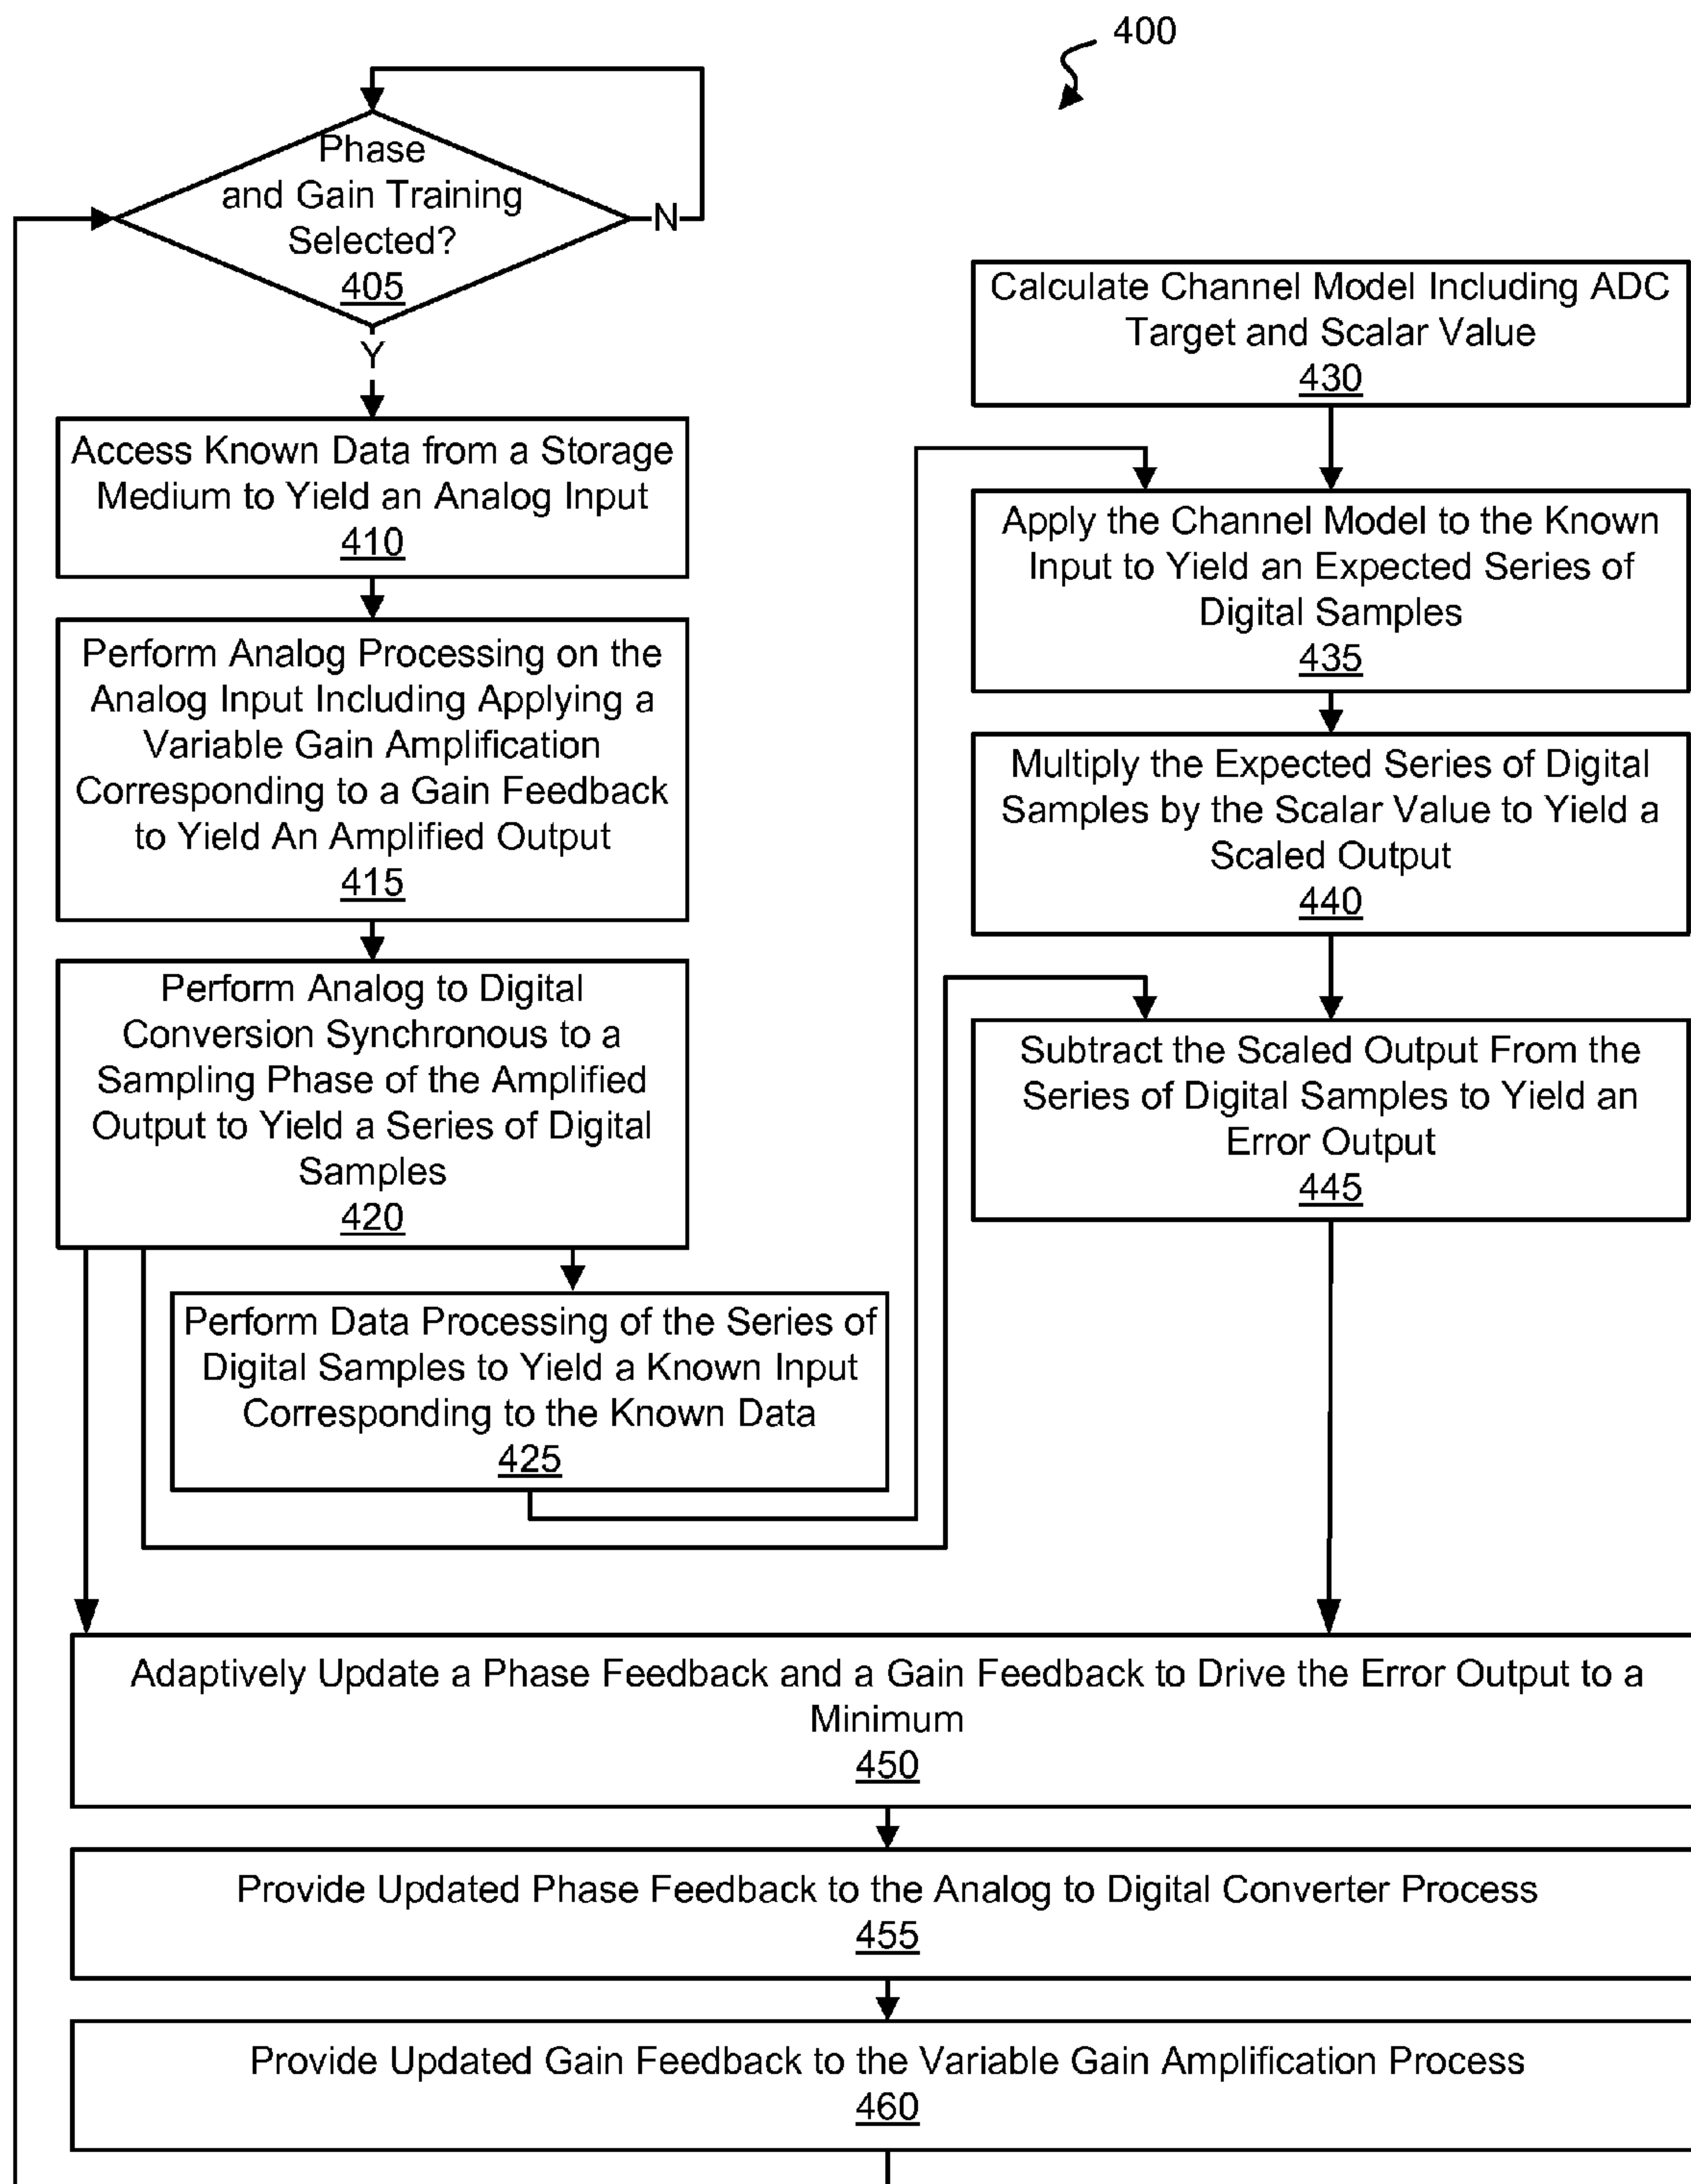 400
Phase
and Gain Training
Selected?
405
N
Y
Access Known Data from a Storage
Medium to Yield an Analog Input
410
Perform Analog Processing on the
Analog Input Including Applying a
Variable Gain Amplification
Corresponding to a Gain Feedback
to Yield An Amplified Output
415
Perform Analog to Digital
Conversion Synchronous to a
Sampling Phase of the Amplified
Output to Yield a Series of Digital
Samples
420
Perform Data Processing of the Series of
Digital Samples to Yield a Known Input
Corresponding to the Known Data
425
Calculate Channel Model Including ADC
Target and Scalar Value
430
Apply the Channel Model to the Known
Input to Yield an Expected Series of
Digital Samples
435
Multiply the Expected Series of Digital
Samples by the Scalar Value to Yield a
Scaled Output
440
Subtract the Scaled Output From the
Series of Digital Samples to Yield an
Error Output
445
Adaptively Update a Phase Feedback and a Gain Feedback to Drive the Error Output to a
Minimum
450
Provide Updated Phase Feedback to the Analog to Digital Converter Process
455
Provide Updated Gain Feedback to the Variable Gain Amplification Process
460